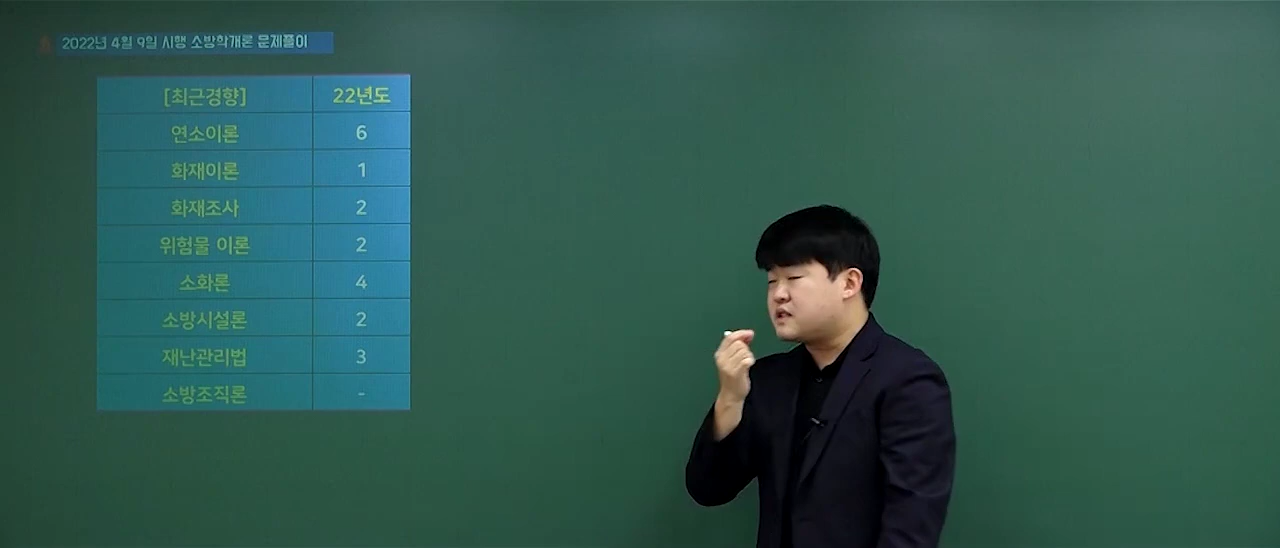 2022년 4월 9일 시행 소방학개론 문제풀이
[최근경향] 22년도
연소이론 6
화재이론 1
화재조사 2
위험물 이론 2
소화론 4
소방시설론 2
재난관리법 3
소방조직론 -